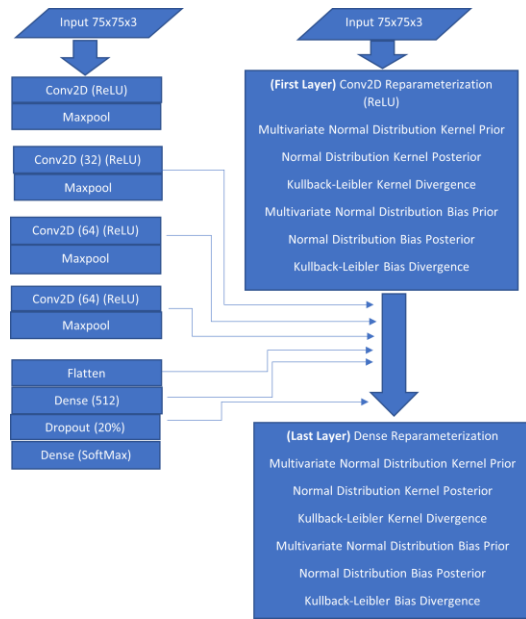 Input 75x75x3
Conv2D (ReLU)
Maxpool
Conv2D (32) (ReLU)
Maxpool
Conv2D (64) (ReLU)
Maxpool
Conv2D (64) (ReLU)
Maxpool
Flatten
Dense (512)
Dropout (20%)
Dense (SoftMax)
Input 75x75x3
(First Layer) Conv2D Reparameterization
(ReLU)
Multivariate Normal Distribution Kernel Prior
Normal Distribution Kernel Posterior
Kullback-Leibler Kernel Divergence
Multivariate Normal Distribution Bias Prior
Normal Distribution Bias Posterior
Kullback-Leibler Bias Divergence
(Last Layer) Dense Reparameterization
Multivariate Normal Distribution Kernel Prior
Normal Distribution Kernel Posterior
Kullback-Leibler Kernel Divergence
Multivariate Normal Distribution Bias Prior
Normal Distribution Bias Posterior
Kullback-Leibler Bias Divergence